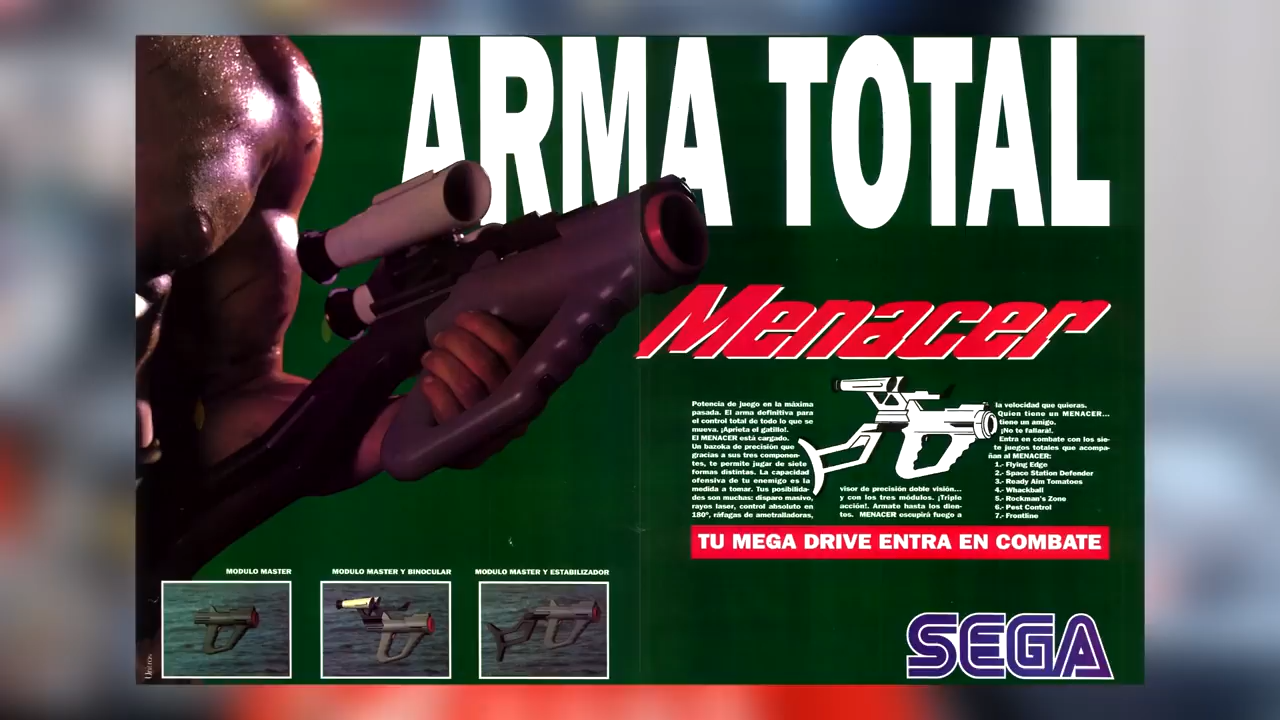 ARMA TOTAL
Menacer
Potencia de juego en la máxima
pasada. El arma definitiva para
el control total de todo lo que se
mueva. ¡Aprieta el gatillo!.
El MENACER está cargado.
Un bazoka de precisión que
gracias a sus tres componen-
tes, te permite jugar de siete
formas distintas. La capacidad
ofensiva de tu enemigo es la
medida a tomar. Tus posibilida-
des son muchas: disparo masivo,
rayos laser, control absoluto en
180º, ráfagas de ametralladoras,
visor de precisión doble visión...
y con los tres módulos. ¡Triple
acción!. Armate hasta los dien-
tos. MENACER escupirá fuego a
la velocidad que quieras.
Quien tiene un MENACER...
tiene un amigo.
¡No te fallará!.
Entra en combate con los sie-
te juegos totales que acompa-
ñan al MENACER:
1.- Flying Edge
2.- Space Station Defender
3.- Ready Aim Tomatoes
4.- Whackball
5.- Rockman's Zone
6.- Pest Control
7.- Frontline
TU MEGA DRIVE ENTRA EN COMBATE
MODULO MASTER
MODULO MASTER Y BINOCULAR
MODULO MASTER Y ESTABILIZADOR
SEGA